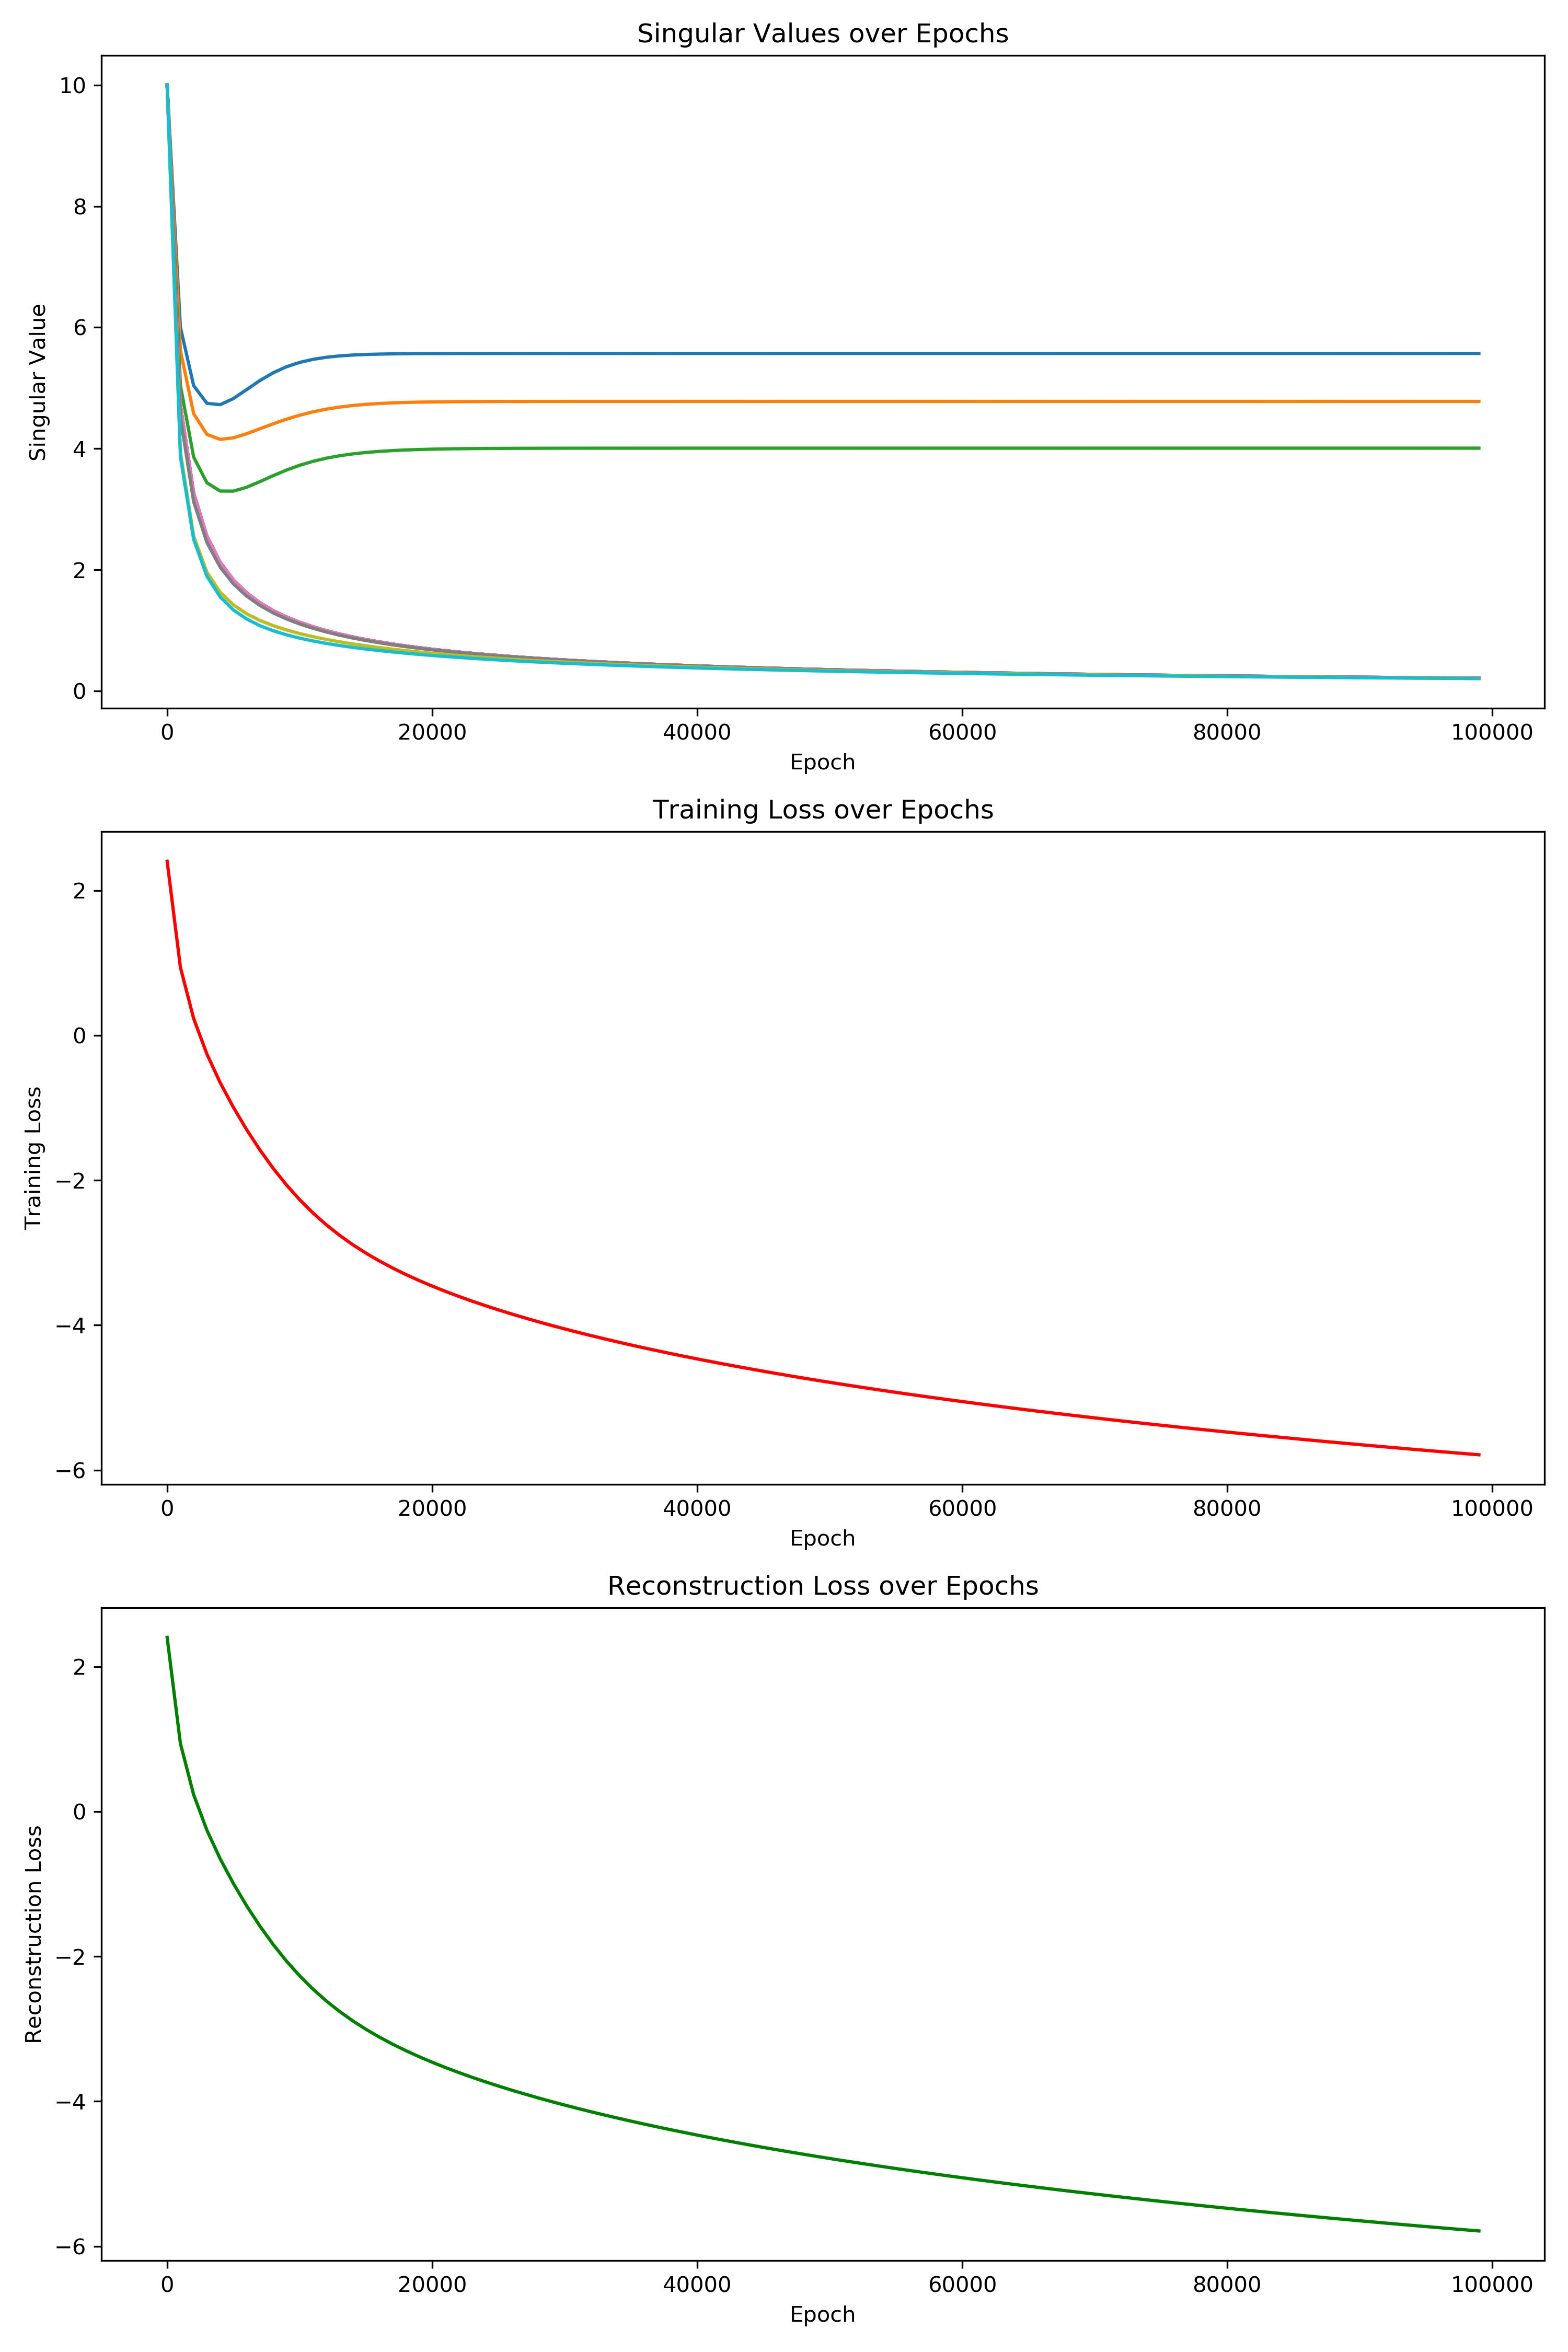 Singular Values over Epochs
10
8
6
4
2
0
Singular Value
0 20000 40000 60000 80000 100000
Epoch
Training Loss over Epochs
2
0
−2
−4
−6
Training Loss
0 20000 40000 60000 80000 100000
Epoch
Reconstruction Loss over Epochs
2
0
−2
−4
−6
Reconstruction Loss
0 20000 40000 60000 80000 100000
Epoch